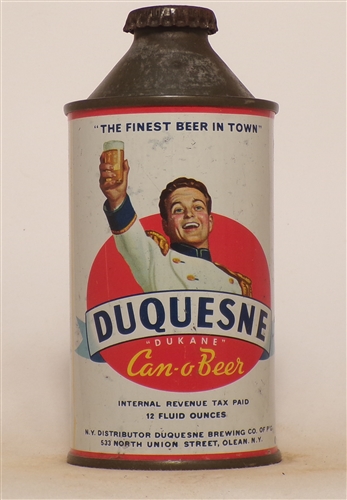 "THE FINEST BEER IN TOWN"
DUQUESNE
"DUKANE"
Can-o-Beer
INTERNAL REVENUE TAX PAID
12 FLUID OUNCES
N.Y. DISTRIBUTOR DUQUESNE BREWING CO. OF
533 NORTH UNION STREET, OLEAN, N.Y.